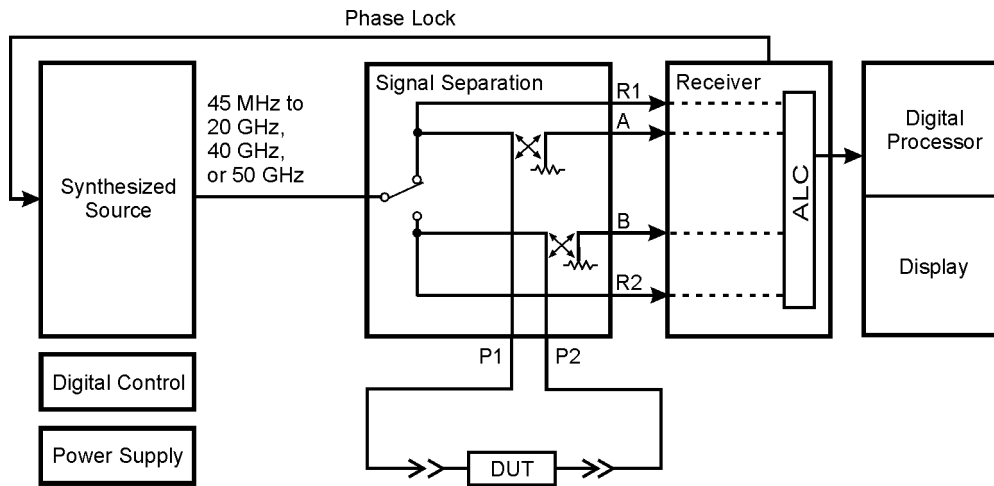 Phase Lock
Synthesized
Source
45 MHz to
20 GHz,
40 GHz,
or 50 GHz
Signal Separation
R1
A
B
R2
P1
P2
Receiver
ALC
Digital
Processor
Display
Digital Control
Power Supply
DUT